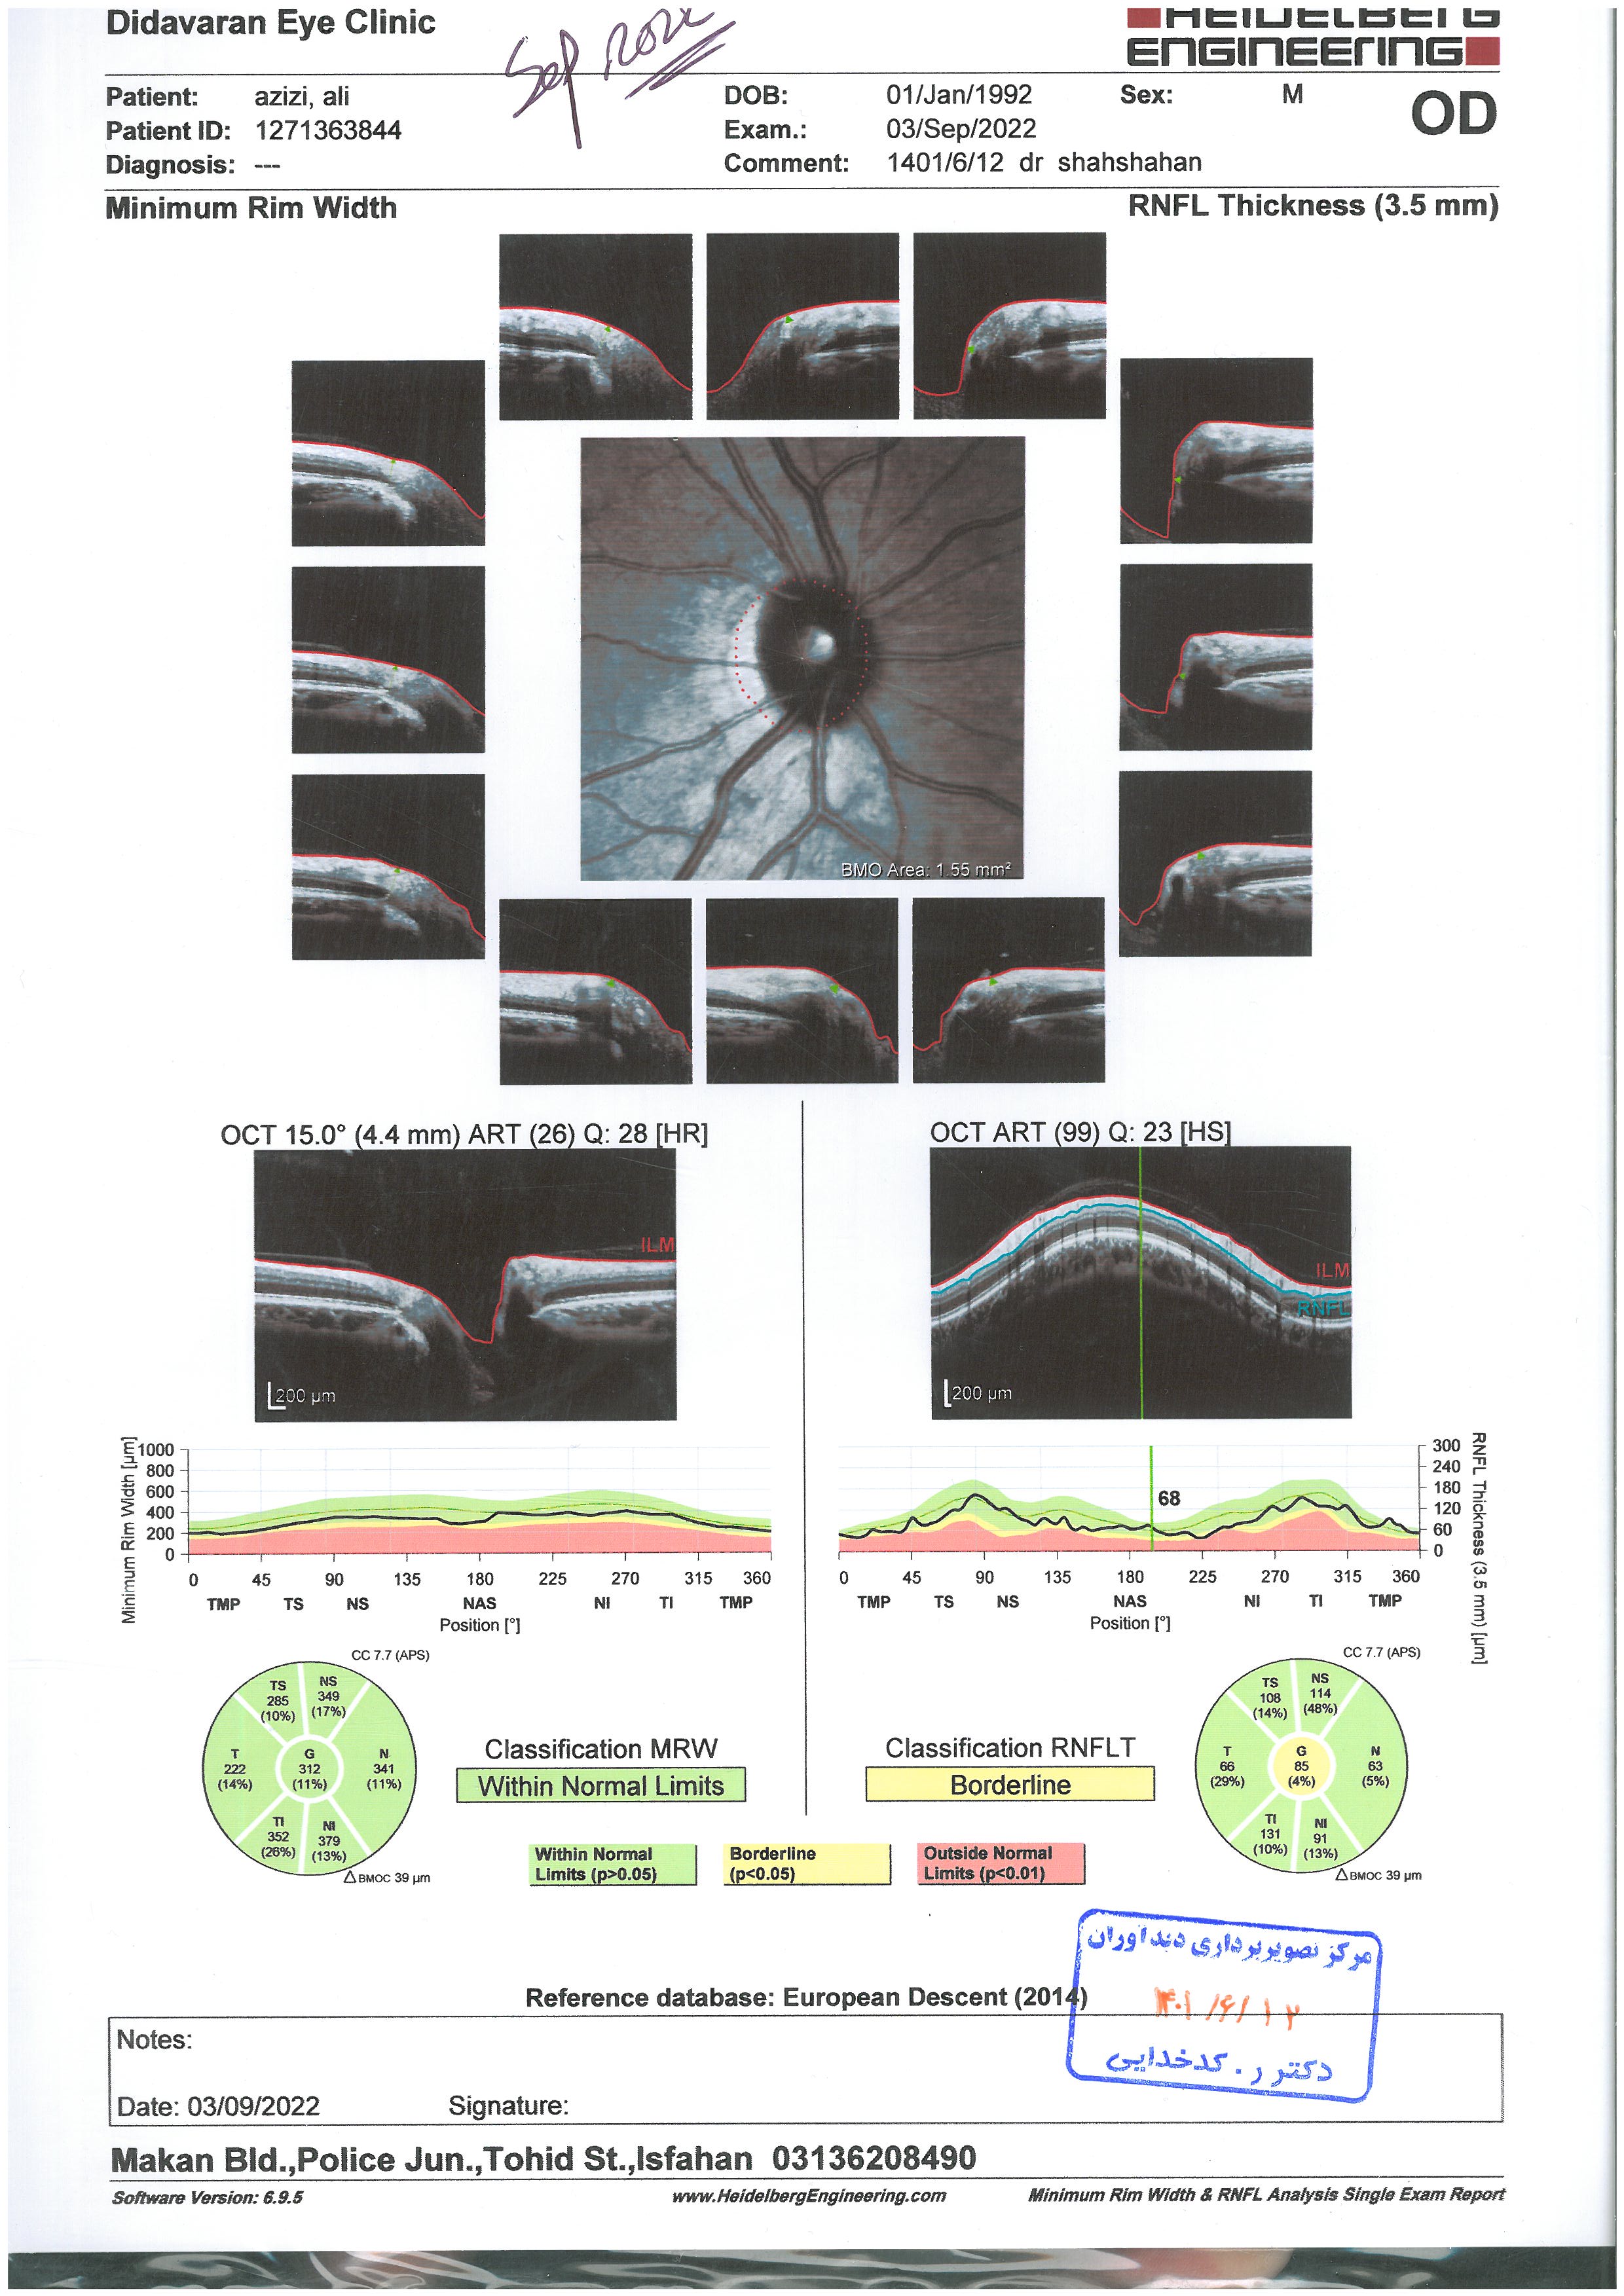 Didavaran Eye Clinic
Sep 2022
HEIDELBERG
ENGINEERING
Patient: azizi, ali
DOB: 01/Jan/1992 Sex: M
OD
Patient ID: 1271363844
Exam.: 03/Sep/2022
Diagnosis: ---
Comment: 1401/6/12 dr shahshahan
Minimum Rim Width
RNFL Thickness (3.5 mm)
BMO Area: 1.55 mm²
OCT 15.0° (4.4 mm) ART (26) Q: 28 [HR]
ILM
200 µm
OCT ART (99) Q: 23 [HS]
ILM
RNFL
200 µm
Minimum Rim Width [µm]
1000
800
600
400
200
0
0 45 90 135 180 225 270 315 360
TMP TS NS NAS NI TI TMP
Position [°]
68
300
240
180
120
60
0
RNFL Thickness (3.5 mm) [µm]
0 45 90 135 180 225 270 315 360
TMP TS NS NAS NI TI TMP
Position [°]
CC 7.7 (APS)
TS
285
(10%)
NS
349
(17%)
T
222
(14%)
G
312
(11%)
N
341
(11%)
TI
352
(26%)
NI
379
(13%)
△BMOC 39 µm
Classification MRW
Within Normal Limits
Classification RNFLT
Borderline
CC 7.7 (APS)
TS
108
(14%)
NS
114
(48%)
T
66
(29%)
G
85
(4%)
N
63
(5%)
TI
131
(10%)
NI
91
(13%)
△BMOC 39 µm
Within Normal
Limits (p>0.05)
Borderline
(p<0.05)
Outside Normal
Limits (p<0.01)
مرکز تصویربرداری دیداوران
۱۴۰۱/۶/۱۲
دکتر ر. کدخدایی
Reference database: European Descent (2014)
Notes:
Date: 03/09/2022 Signature:
Makan Bld.,Police Jun.,Tohid St.,Isfahan 03136208490
Software Version: 6.9.5
www.HeidelbergEngineering.com
Minimum Rim Width & RNFL Analysis Single Exam Report